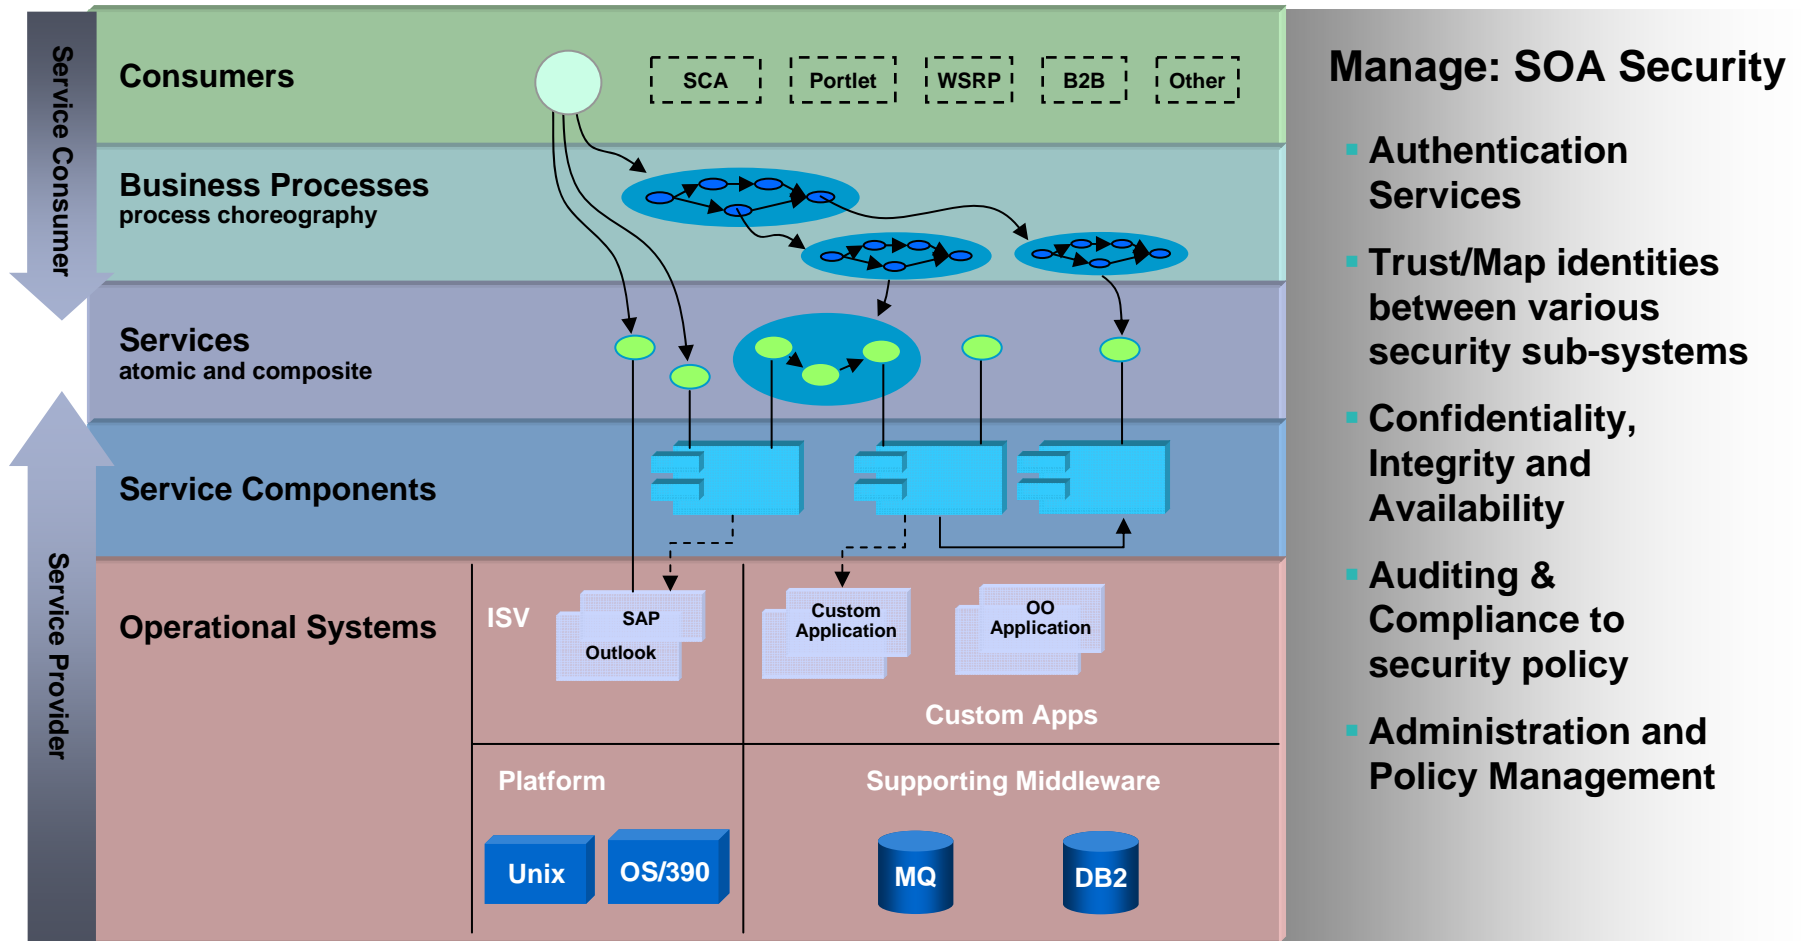 Service Consumer
Service Provider
Consumers
SCA
Portlet
WSRP
B2B
Other
Business Processes
process choreography
Services
atomic and composite
Service Components
Operational Systems
ISV
SAP
Outlook
Custom
Application
OO
Application
Custom Apps
Platform
Supporting Middleware
Unix
OS/390
MQ
DB2
Manage: SOA Security
Authentication
Services
Trust/Map identities
between various
security sub-systems
Confidentiality,
Integrity and
Availability
Auditing &
Compliance to
security policy
Administration and
Policy Management